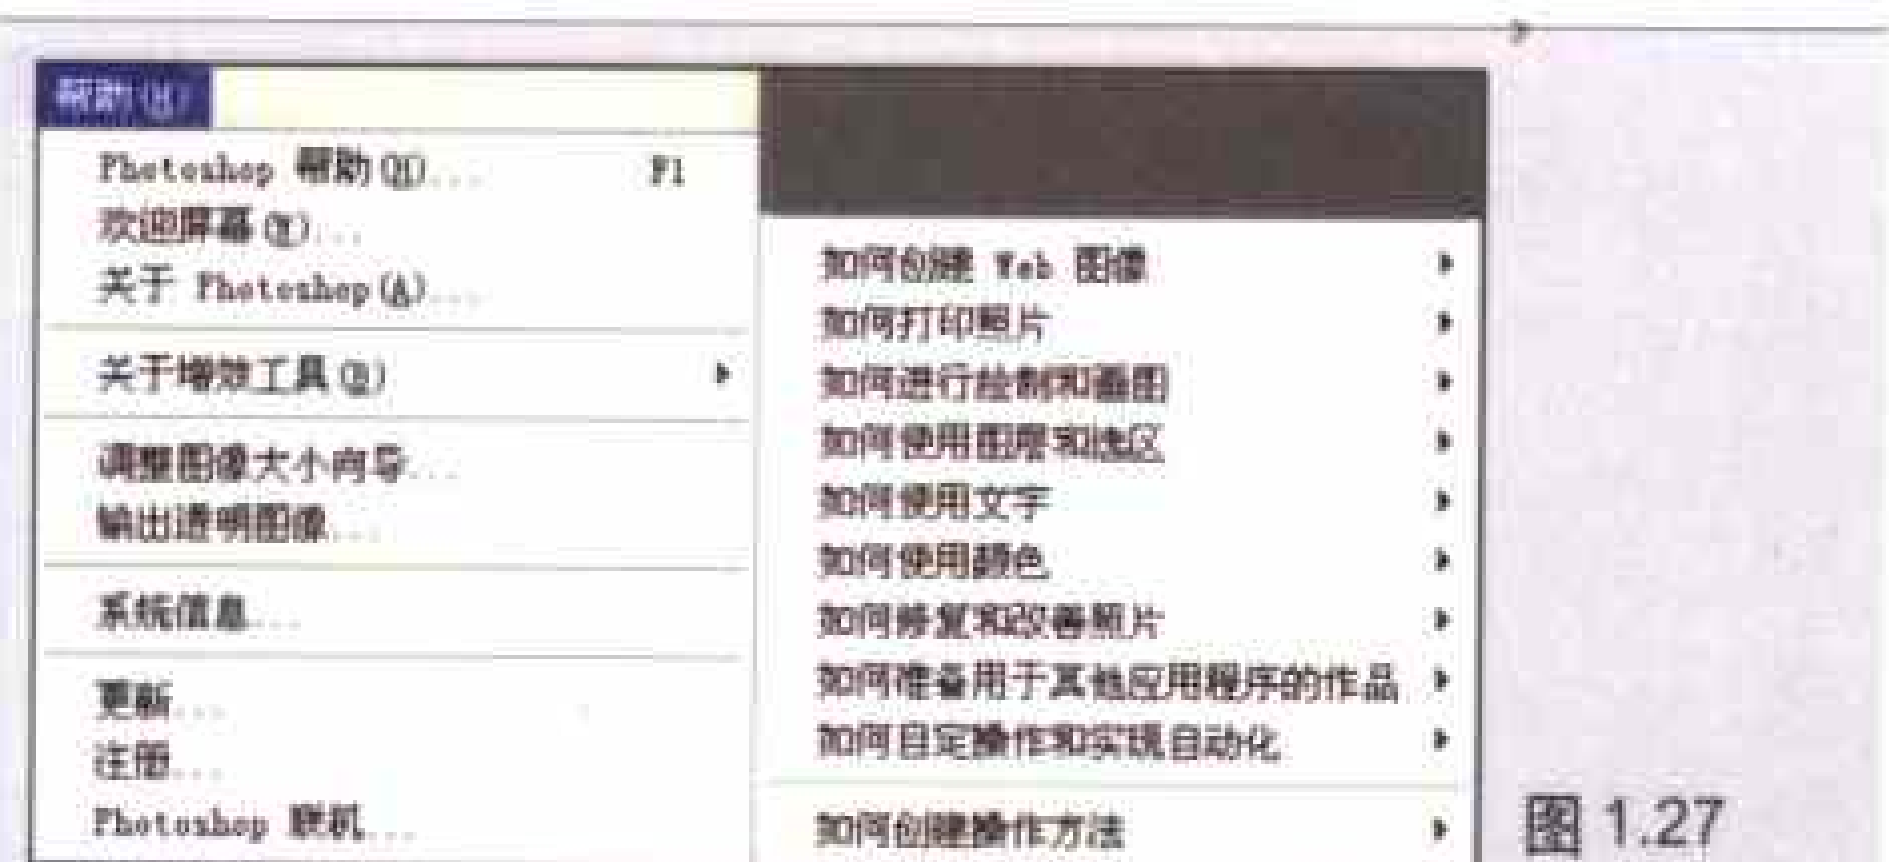 帮助(H)
Photoshop 帮助(H)... F1
欢迎屏幕(W)...
关于 Photoshop(A)...
关于增效工具(B)
调整图像大小向导...
输出透明图像...
系统信息...
更新...
注册...
Photoshop 联机...
如何创建 Web 图像
如何打印照片
如何进行绘制和画图
如何使用图层和选区
如何使用文字
如何使用颜色
如何修复和改善照片
如何准备用于其他应用程序的作品
如何自定操作和实现自动化
如何创建操作方法
图 1.27